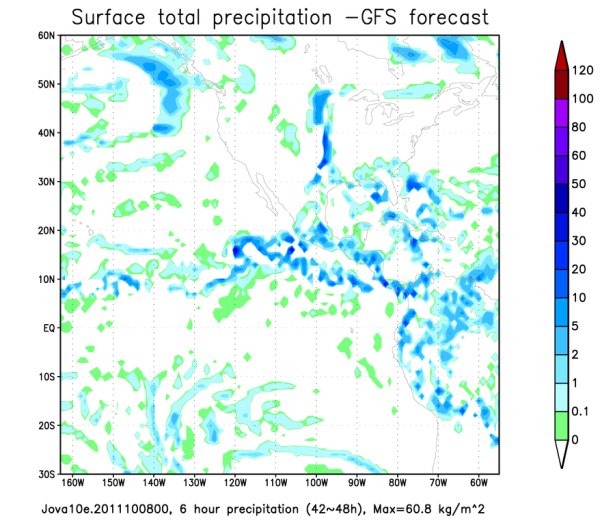 Surface total precipitation −GFS forecast
60N
50N
40N
30N
20N
10N
EQ
10S
20S
30S
160W 150W 140W 130W 120W 110W 100W 90W 80W 70W 60W
120
100
80
60
50
40
30
20
10
5
2
1
0.1
0
Jova10e.2011100800, 6 hour precipitation (42~48h), Max=60.8 kg/m^2